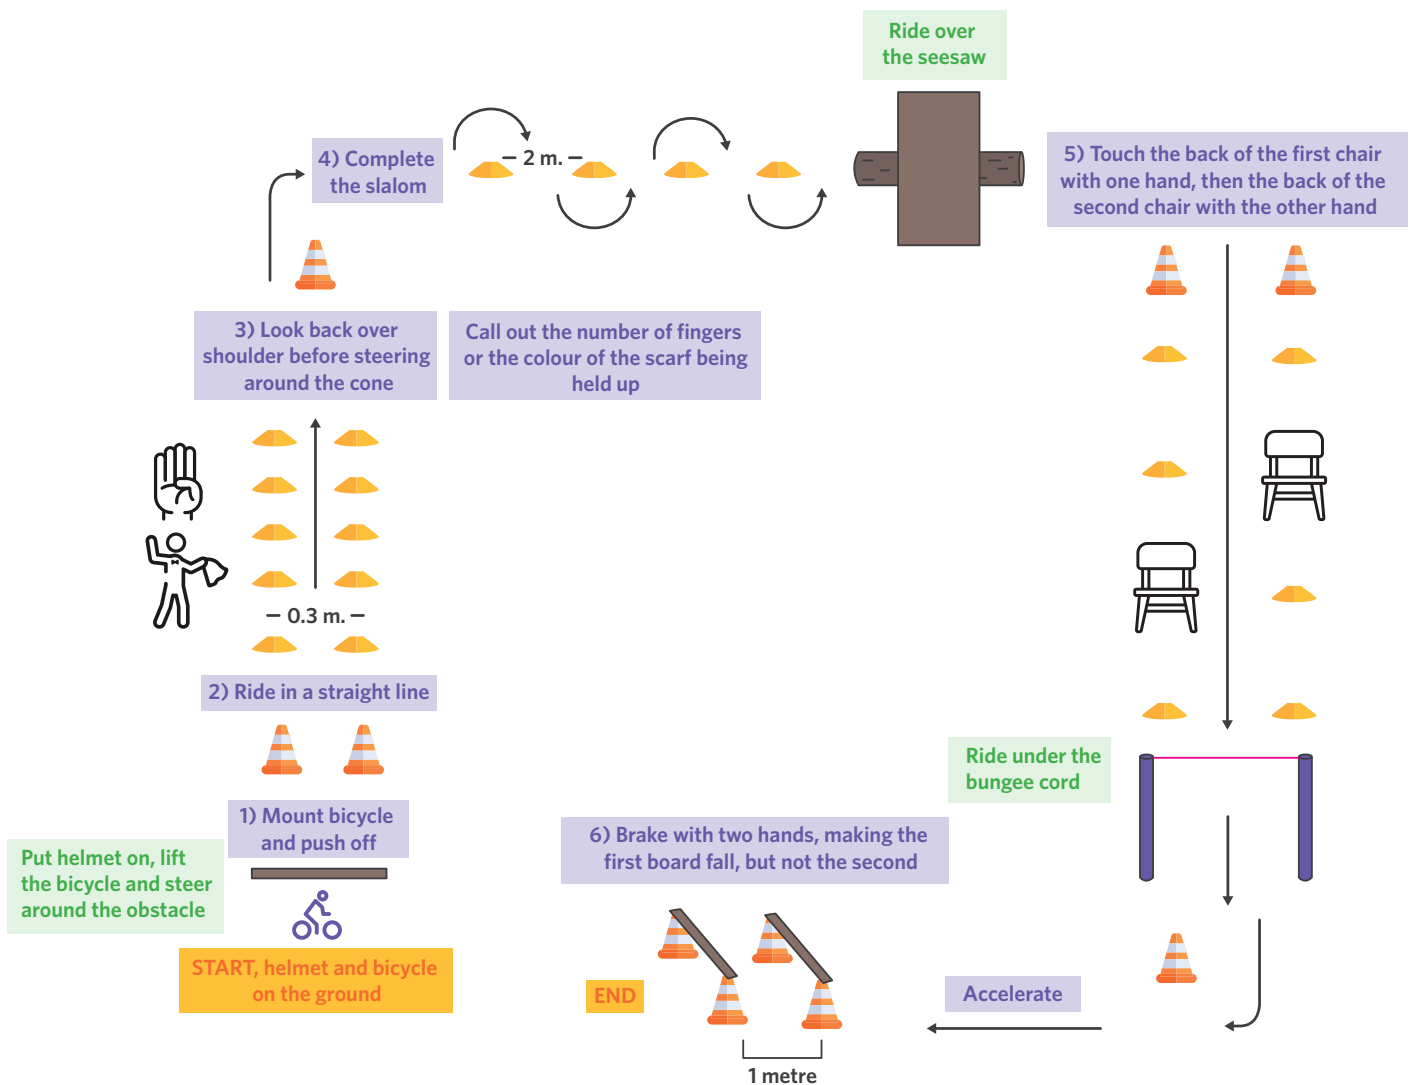 START, helmet and bicycle
on the ground
Put helmet on, lift
the bicycle and steer
around the obstacle
1) Mount bicycle
and push off
2) Ride in a straight line
– 0.3 m. –
3) Look back over
shoulder before steering
around the cone
Call out the number of fingers
or the colour of the scarf being
held up
4) Complete
the slalom
– 2 m. –
Ride over
the seesaw
5) Touch the back of the first chair
with one hand, then the back of the
second chair with the other hand
Ride under the
bungee cord
Accelerate
6) Brake with two hands, making the
first board fall, but not the second
1 metre
END